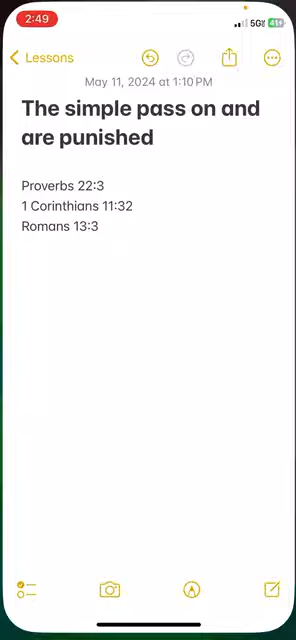 2:49
5G
41
Lessons
May 11, 2024 at 1:10 PM
The simple pass on and
are punished
Proverbs 22:3
1 Corinthians 11:32
Romans 13:3